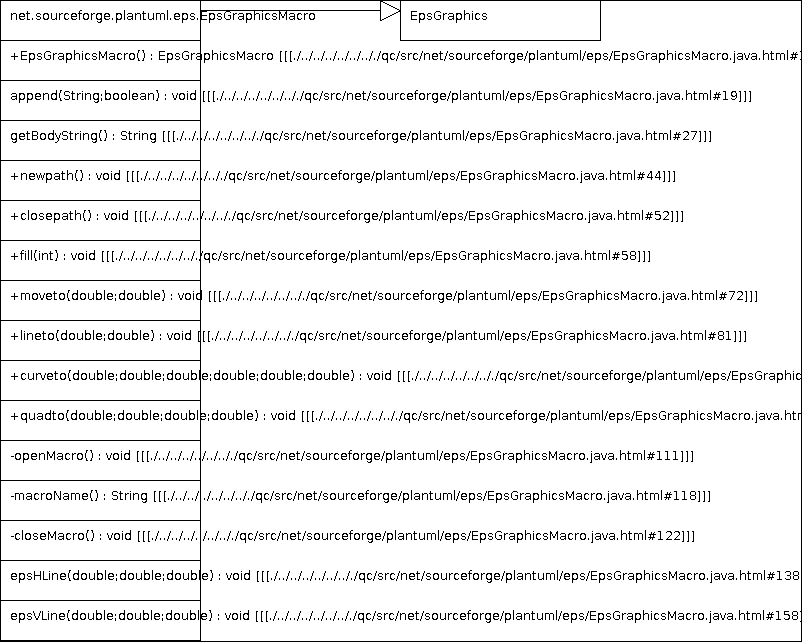 net.sourceforge.plantuml.eps.EpsGraphicsMacro
EpsGraphics
+EpsGraphicsMacro() : EpsGraphicsMacro [[[./../../../../../../qc/src/net/sourceforge/plantuml/eps/EpsGraphicsMacro.java.html#
append(String;boolean) : void [[[./../../../../../../qc/src/net/sourceforge/plantuml/eps/EpsGraphicsMacro.java.html#19]]]
getBodyString() : String [[[./../../../../../../qc/src/net/sourceforge/plantuml/eps/EpsGraphicsMacro.java.html#27]]]
+newpath() : void [[[./../../../../../../qc/src/net/sourceforge/plantuml/eps/EpsGraphicsMacro.java.html#44]]]
+closepath() : void [[[./../../../../../../qc/src/net/sourceforge/plantuml/eps/EpsGraphicsMacro.java.html#52]]]
+fill(int) : void [[[./../../../../../../qc/src/net/sourceforge/plantuml/eps/EpsGraphicsMacro.java.html#58]]]
+moveto(double;double) : void [[[./../../../../../../qc/src/net/sourceforge/plantuml/eps/EpsGraphicsMacro.java.html#72]]]
+lineto(double;double) : void [[[./../../../../../../qc/src/net/sourceforge/plantuml/eps/EpsGraphicsMacro.java.html#81]]]
+curveto(double;double;double;double;double;double) : void [[[./../../../../../../qc/src/net/sourceforge/plantuml/eps/EpsGraphic
+quadto(double;double;double;double) : void [[[./../../../../../../qc/src/net/sourceforge/plantuml/eps/EpsGraphicsMacro.java.ht
-openMacro() : void [[[./../../../../../../qc/src/net/sourceforge/plantuml/eps/EpsGraphicsMacro.java.html#111]]]
-macroName() : String [[[./../../../../../../qc/src/net/sourceforge/plantuml/eps/EpsGraphicsMacro.java.html#118]]]
-closeMacro() : void [[[./../../../../../../qc/src/net/sourceforge/plantuml/eps/EpsGraphicsMacro.java.html#122]]]
epsHLine(double;double;double) : void [[[./../../../../../../qc/src/net/sourceforge/plantuml/eps/EpsGraphicsMacro.java.html#138
epsVLine(double;double;double) : void [[[./../../../../../../qc/src/net/sourceforge/plantuml/eps/EpsGraphicsMacro.java.html#158]